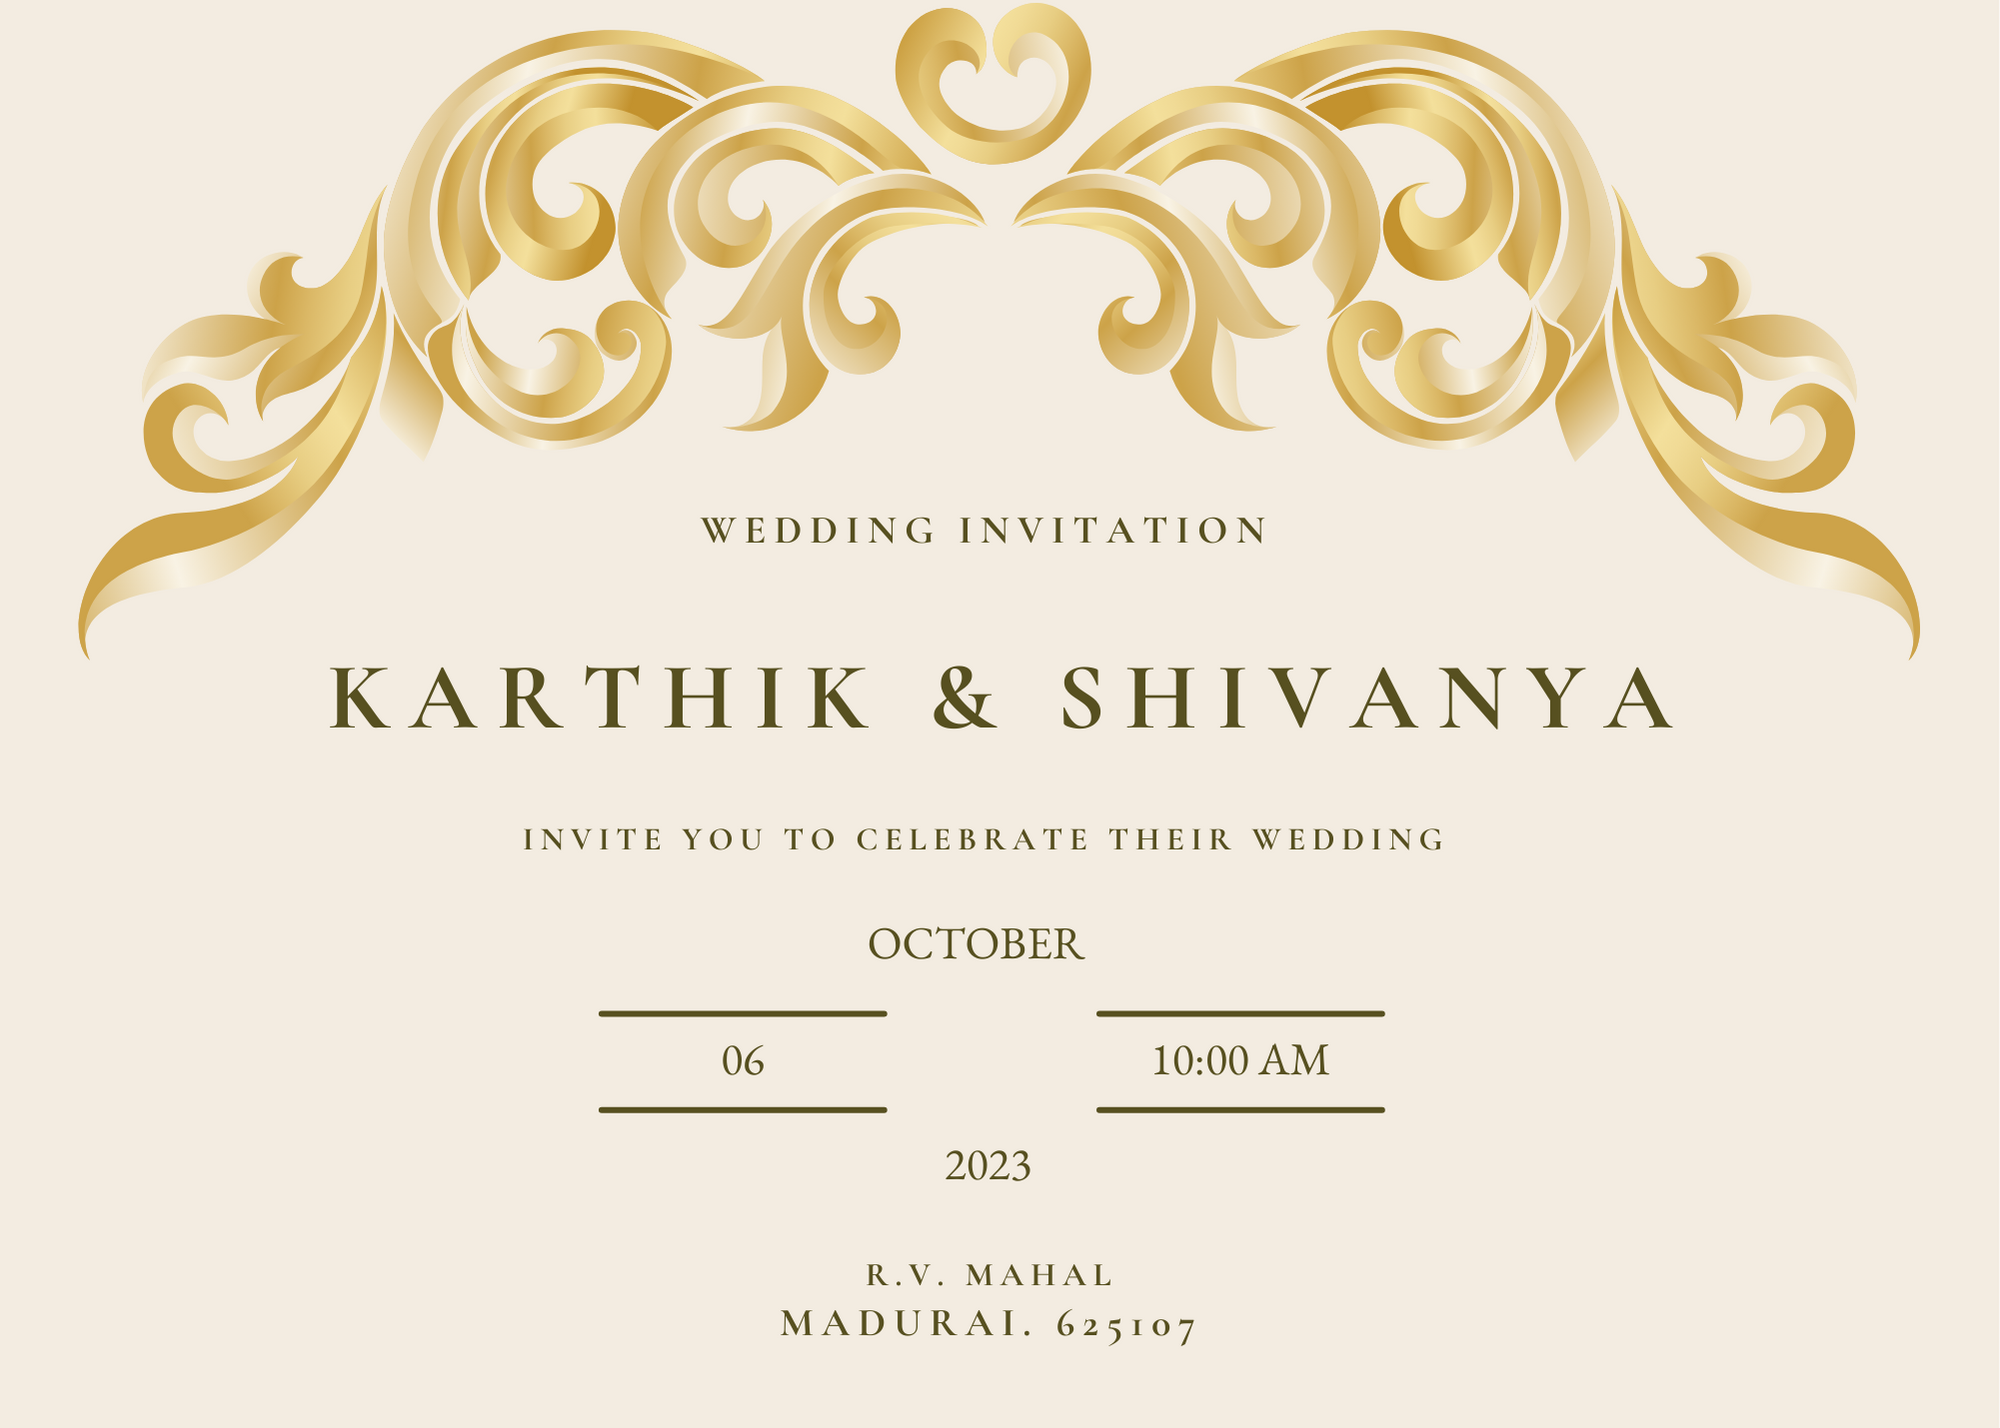 WEDDING INVITATION
KARTHIK & SHIVANYA
INVITE YOU TO CELEBRATE THEIR WEDDING
OCTOBER
06 10:00 AM
2023
R.V. MAHAL
MADURAI. 625107